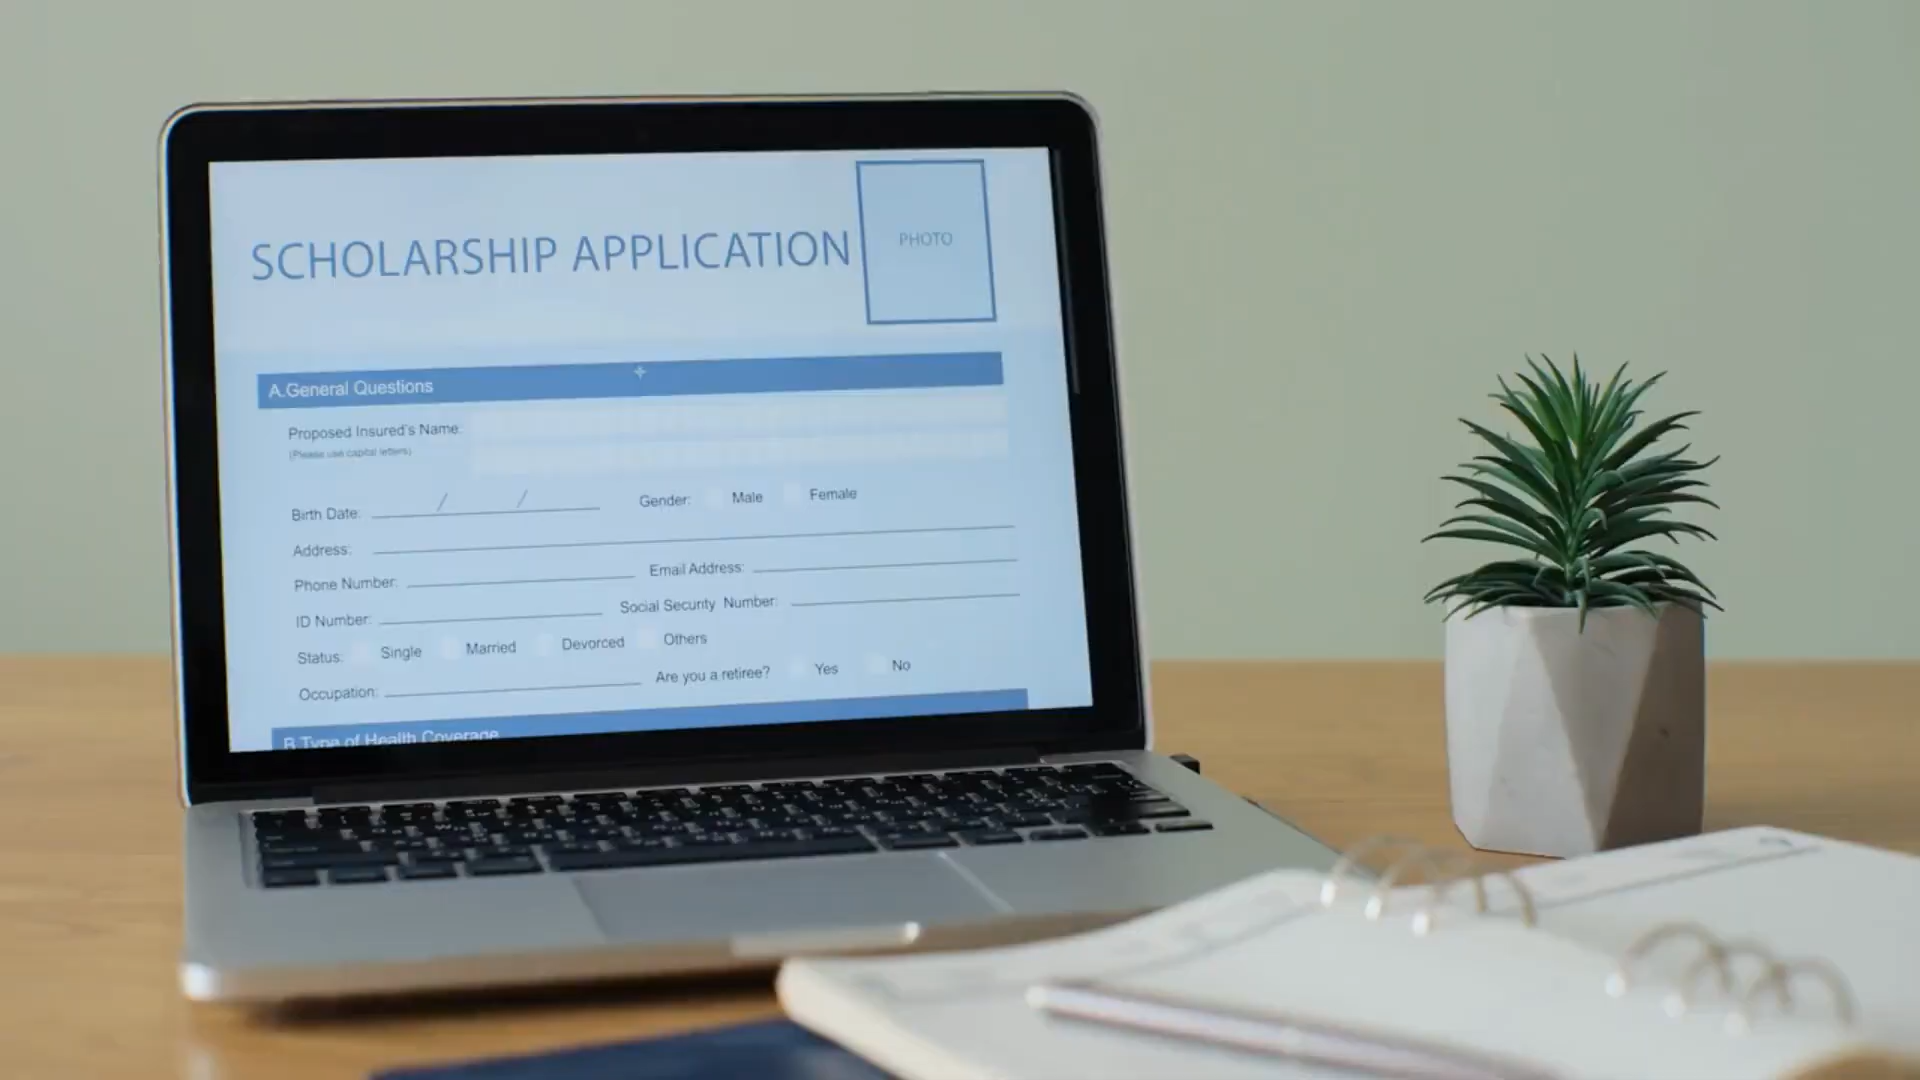 SCHOLARSHIP APPLICATION
PHOTO
A.General Questions
Proposed Insured's Name:
(Please use capital letters)
Birth Date: / / Gender: Male Female
Address:
Phone Number: Email Address:
ID Number: Social Security Number:
Status: Single Married Devorced Others
Occupation: Are you a retiree? Yes No
B.Type of Health Coverage